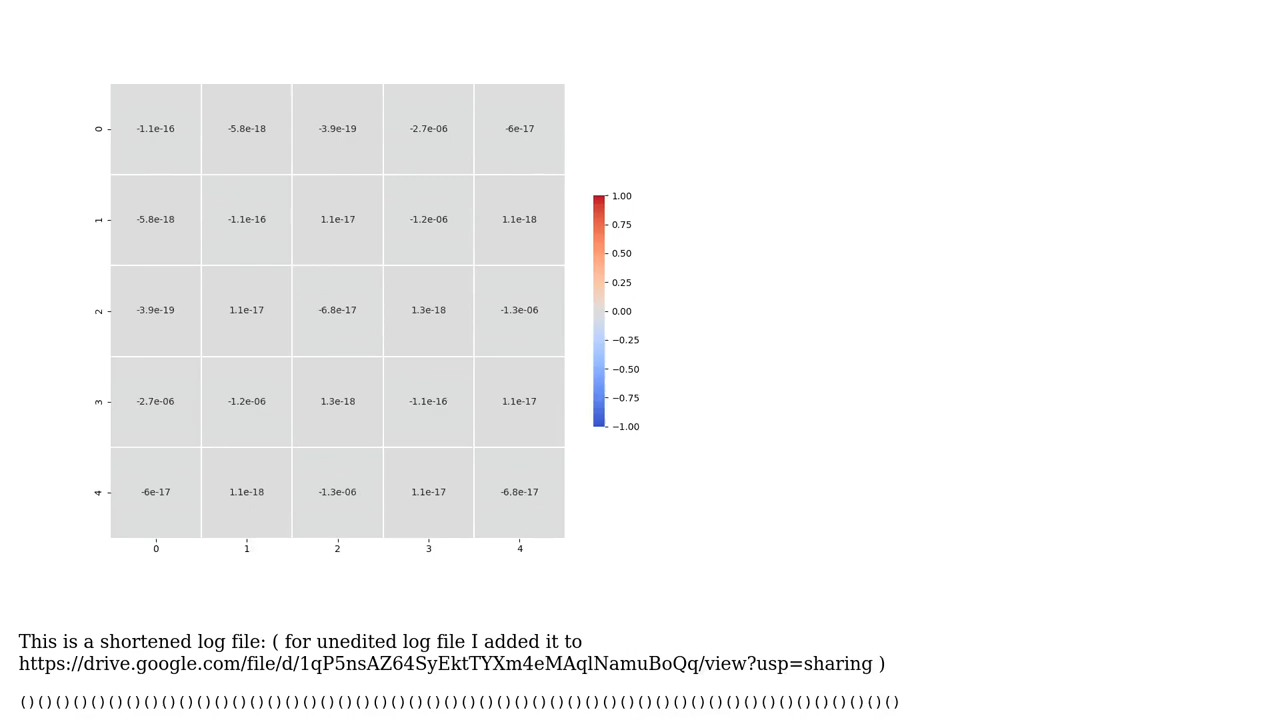 0 -1.1e-16 -5.8e-18 -3.9e-19 -2.7e-06 -6e-17
1 -5.8e-18 -1.1e-16 1.1e-17 -1.2e-06 1.1e-18
2 -3.9e-19 1.1e-17 -6.8e-17 1.3e-18 -1.3e-06
3 -2.7e-06 -1.2e-06 1.3e-18 -1.1e-16 1.1e-17
4 -6e-17 1.1e-18 -1.3e-06 1.1e-17 -6.8e-17
0 1 2 3 4
1.00
0.75
0.50
0.25
0.00
−0.25
−0.50
−0.75
−1.00
This is a shortened log file: ( for unedited log file I added it to
https://drive.google.com/file/d/1qP5nsAZ64SyEktTYXm4eMAqlNamuBoQq/view?usp=sharing )
()()()()()()()()()()()()()()()()()()()()()()()()()()()()()()()()()()()()()()()()()()()()()()()()()()